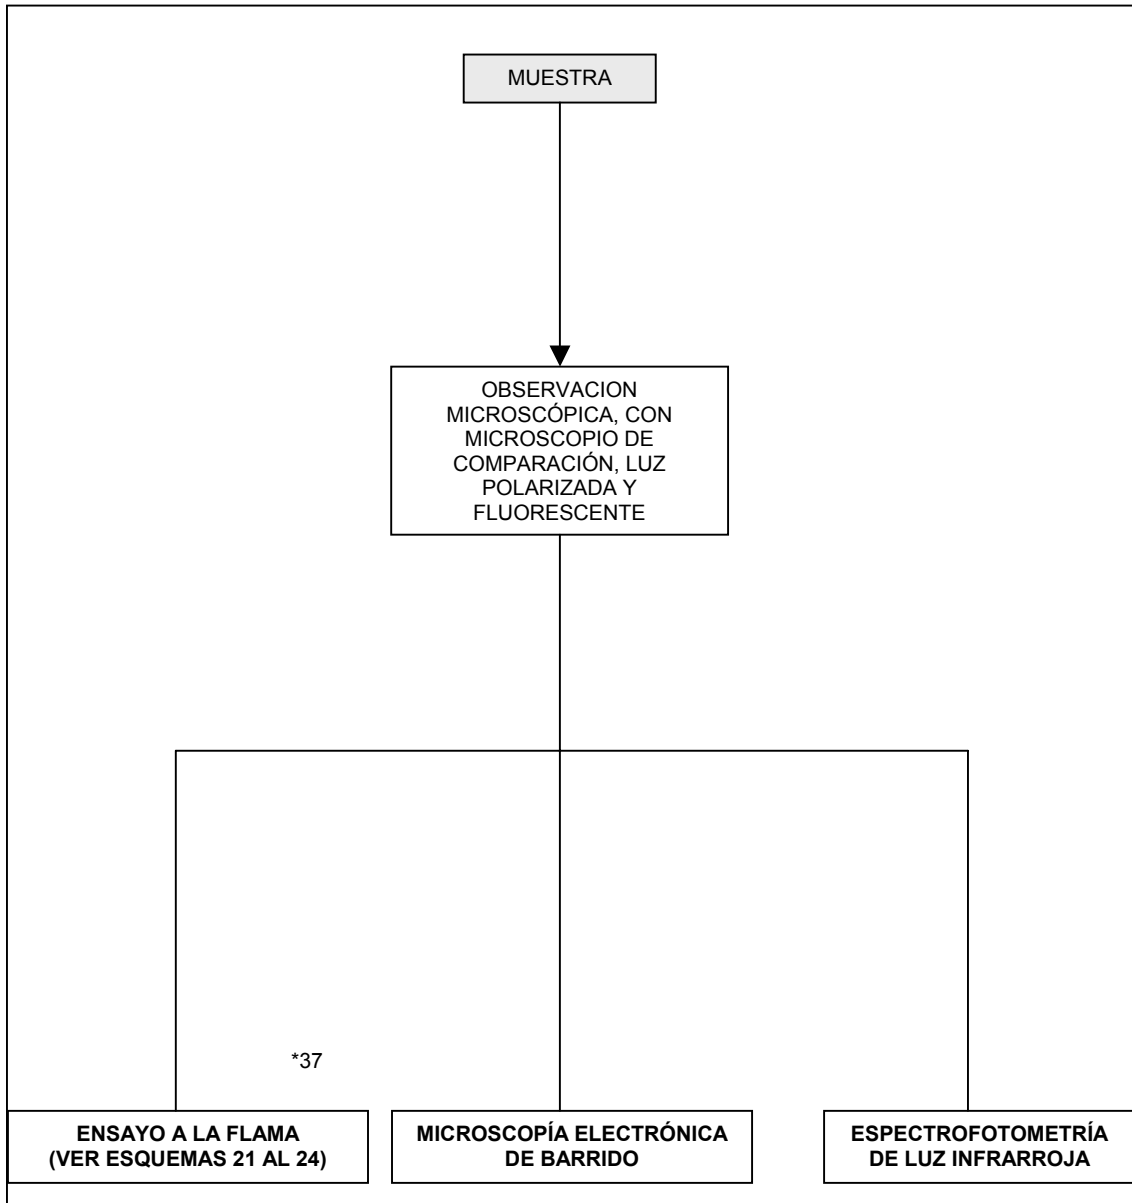 MUESTRA
OBSERVACION
MICROSCÓPICA, CON
MICROSCOPIO DE
COMPARACIÓN, LUZ
POLARIZADA Y
FLUORESCENTE
*37
ENSAYO A LA FLAMA
(VER ESQUEMAS 21 AL 24)
MICROSCOPÍA ELECTRÓNICA
DE BARRIDO
ESPECTROFOTOMETRÍA
DE LUZ INFRARROJA